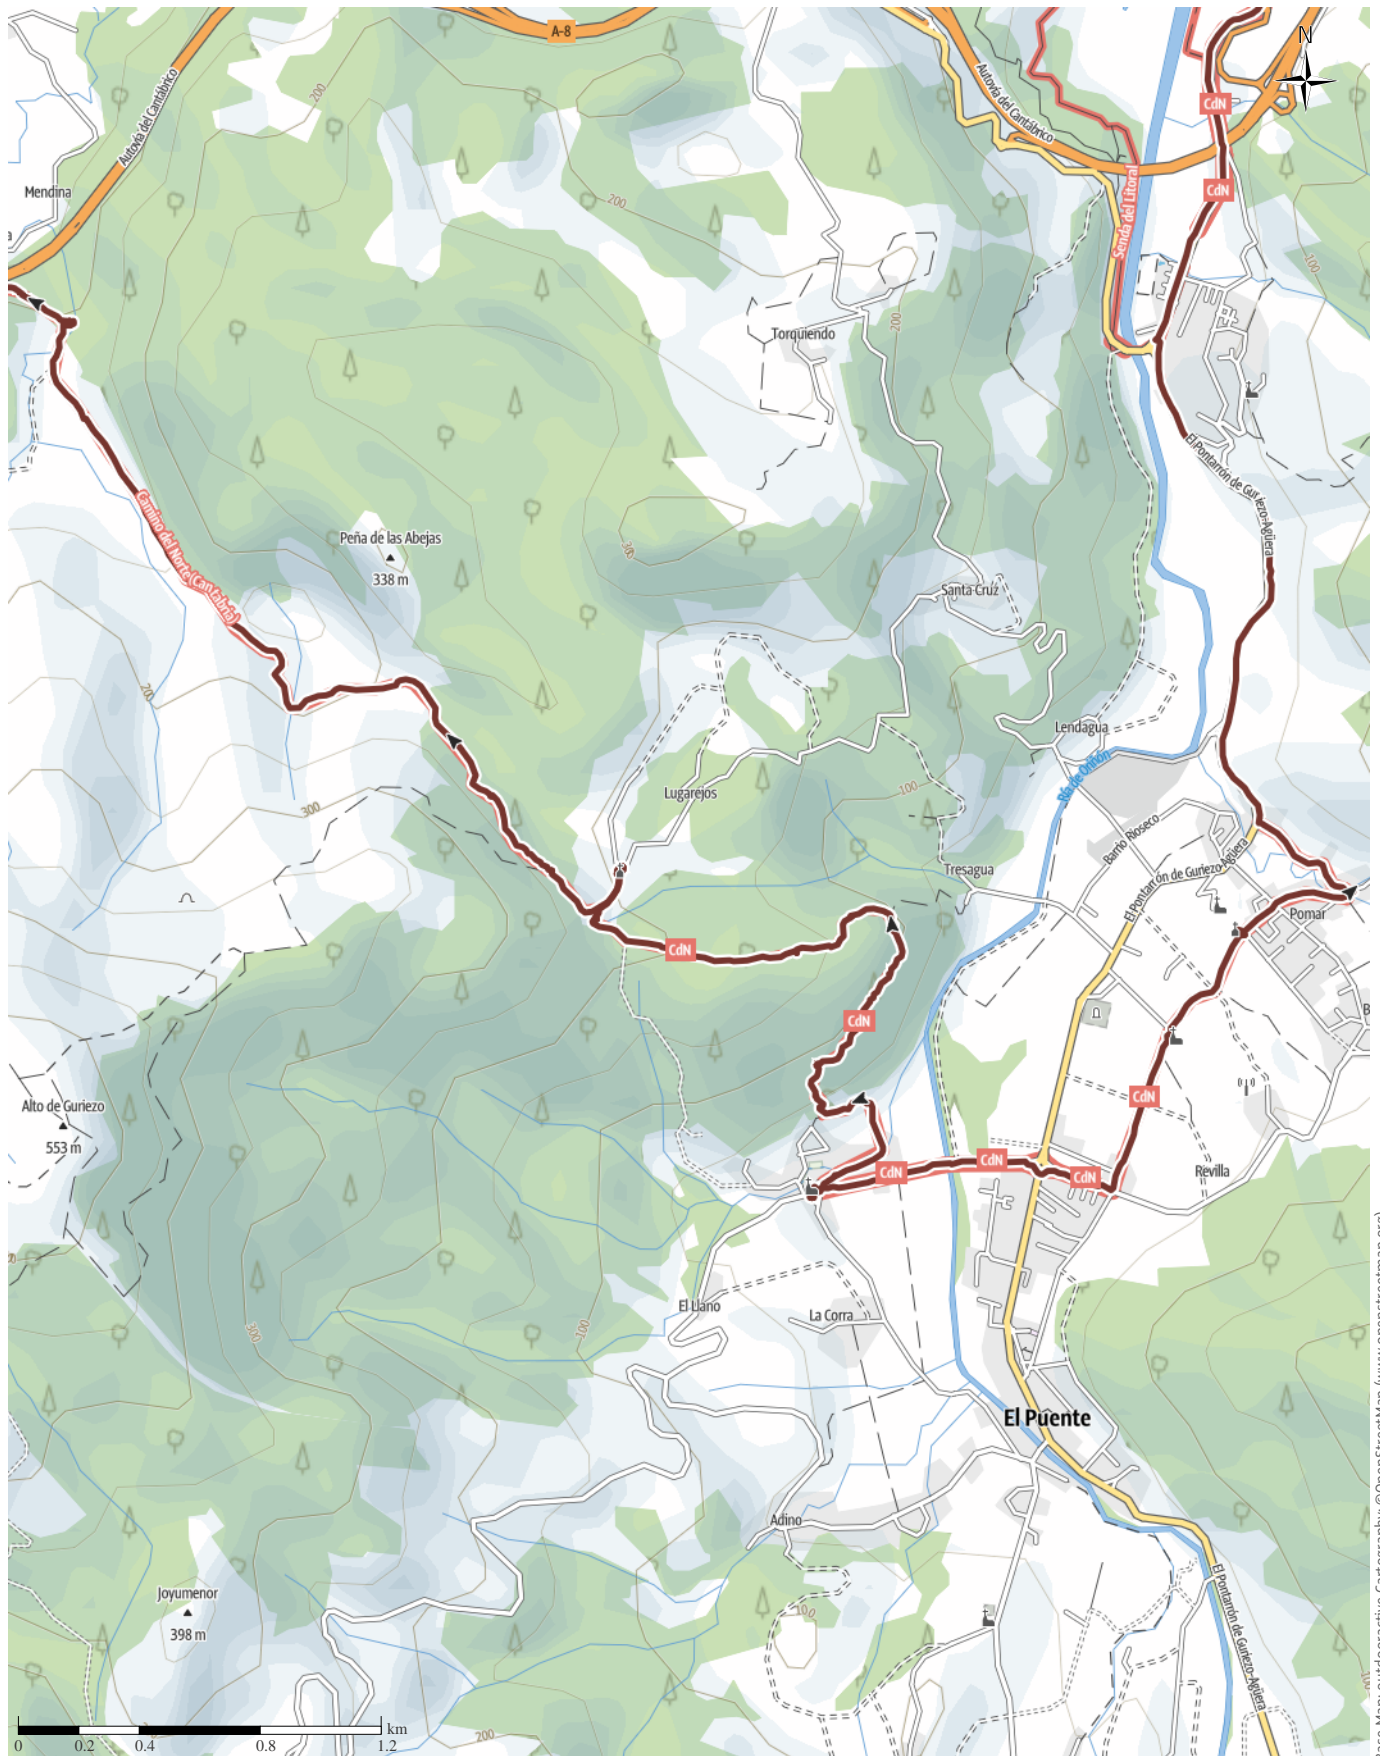 A-8
N
Autovía del Cantábrico
Autovía del Cantábrico
CdN
200
Mendina
CdN
200
Senda del Litoral
a
100
200
Torquiendo
El Pontarrón de Guriezo-Agüera
Camino del Norte (Cantabria)
Peña de las Abejas
338 m
300
Santa Cruz
200
Lendagua
Ría de Oriñón
Lugarejos
100
300
Barrio Rioseco
El Pontarrón de Guriezo-Agüera
Tresagua
Pomar
CdN
B
CdN
CdN
Alto de Guriezo
553 m
CdN
CdN
CdN
Revilla
El Llano
La Corra
300
100
El Puente
Adino
Joyumenor
398 m
100
El Pontarrón de Guriezo-Agüera
100
200
km
0 0.2 0.4 0.8 1.2